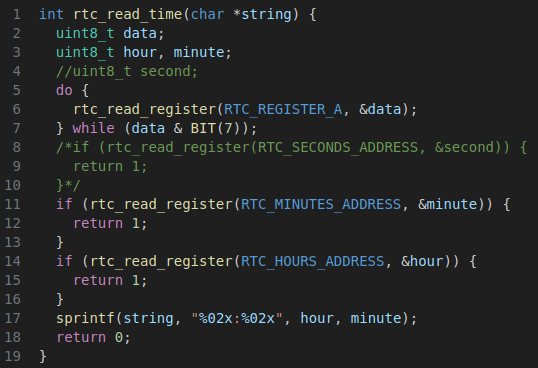 1 int rtc_read_time(char *string) {
2   uint8_t data;
3   uint8_t hour, minute;
4   //uint8_t second;
5   do {
6     rtc_read_register(RTC_REGISTER_A, &data);
7   } while (data & BIT(7));
8   /*if (rtc_read_register(RTC_SECONDS_ADDRESS, &second)) {
9     return 1;
10   }*/
11   if (rtc_read_register(RTC_MINUTES_ADDRESS, &minute)) {
12     return 1;
13   }
14   if (rtc_read_register(RTC_HOURS_ADDRESS, &hour)) {
15     return 1;
16   }
17   sprintf(string, "%02x:%02x", hour, minute);
18   return 0;
19 }